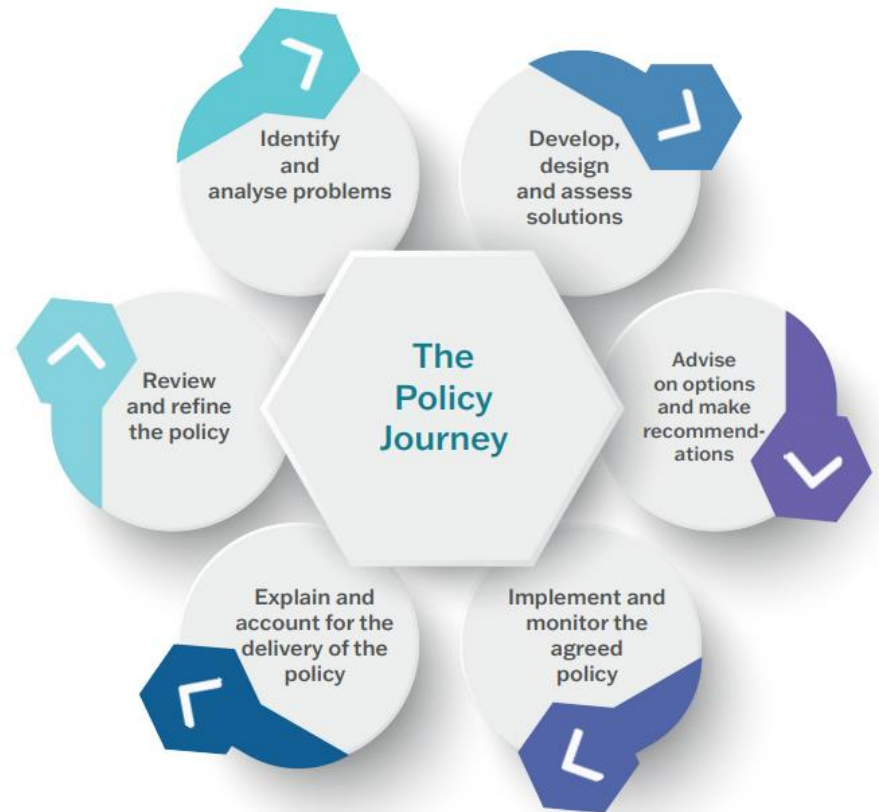 The
Policy
Journey
Identify
and
analyse problems
Develop,
design
and assess
solutions
Advise
on options
and make
recommend-
ations
Implement and
monitor the
agreed
policy
Explain and
account for the
delivery of the
policy
Review
and refine
the policy